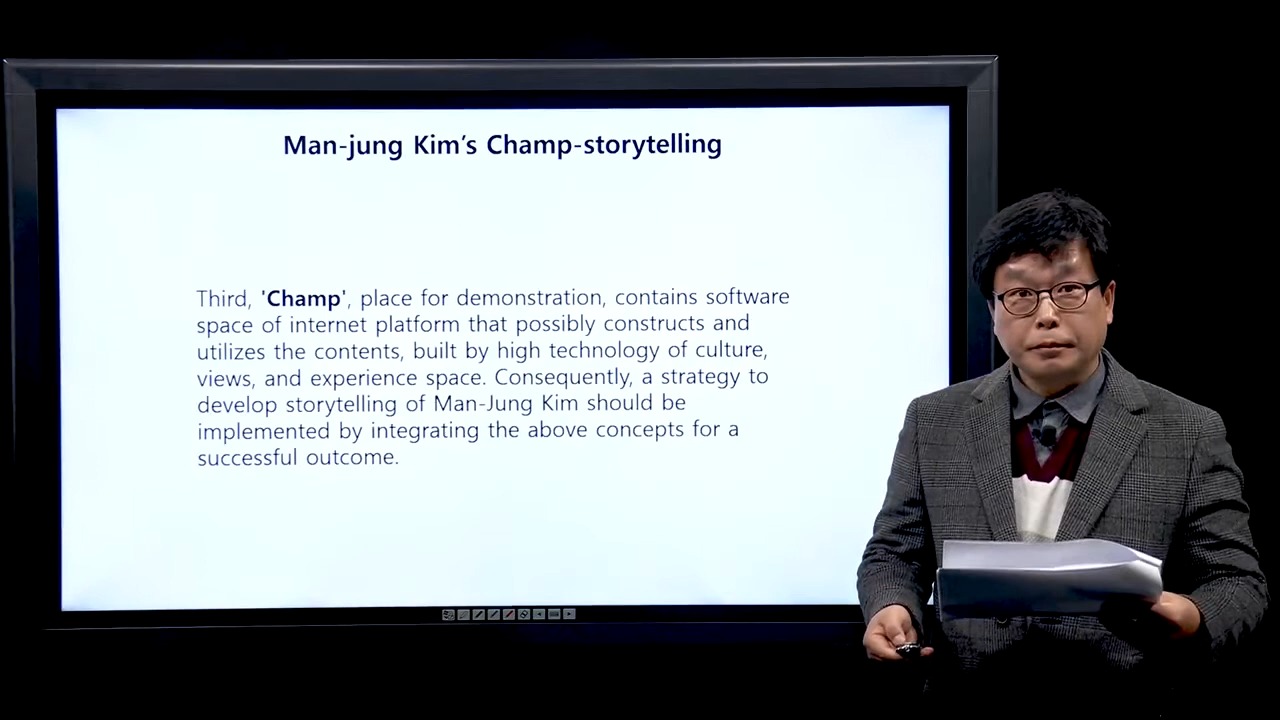 Man-jung Kim's Champ-storytelling
Third, 'Champ', place for demonstration, contains software
space of internet platform that possibly constructs and
utilizes the contents, built by high technology of culture,
views, and experience space. Consequently, a strategy to
develop storytelling of Man-Jung Kim should be
implemented by integrating the above concepts for a
successful outcome.